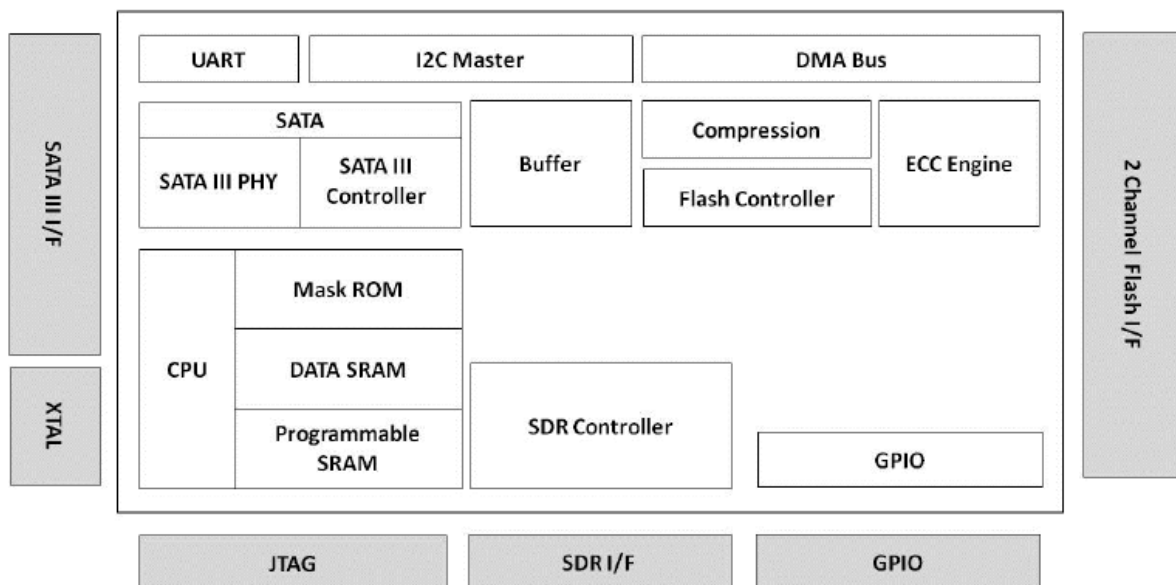 UART
I2C Master
DMA Bus
SATA III I/F
SATA
SATA III PHY
SATA III
Controller
Buffer
Compression
Flash Controller
ECC Engine
2 Channel Flash I/F
CPU
Mask ROM
DATA SRAM
Programmable
SRAM
SDR Controller
GPIO
XTAL
JTAG
SDR I/F
GPIO